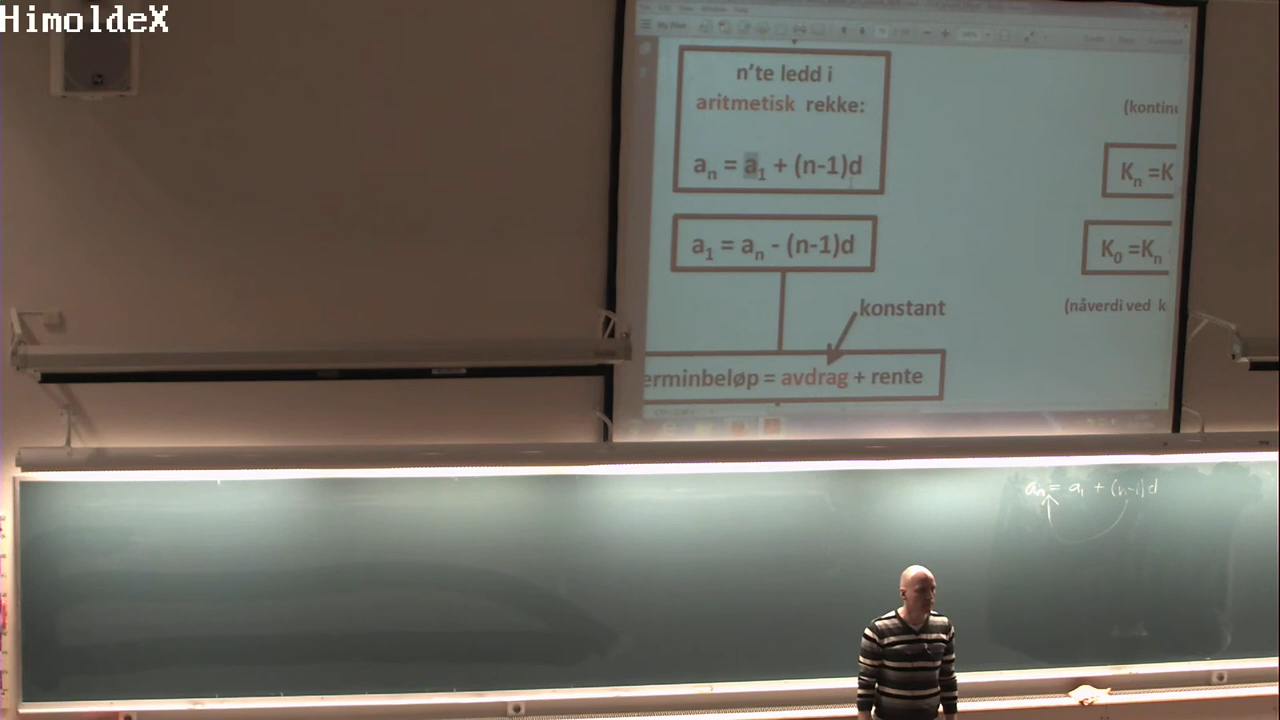 HimoldeX
n'te ledd i
aritmetisk rekke:
aₙ = a₁ + (n-1)d
a₁ = aₙ - (n-1)d
konstant
erminbeløp = avdrag + rente
(kontinu
Kₙ =K
K₀ =Kₙ
(nåverdi ved k
aₙ = a₁ + (n-1)d